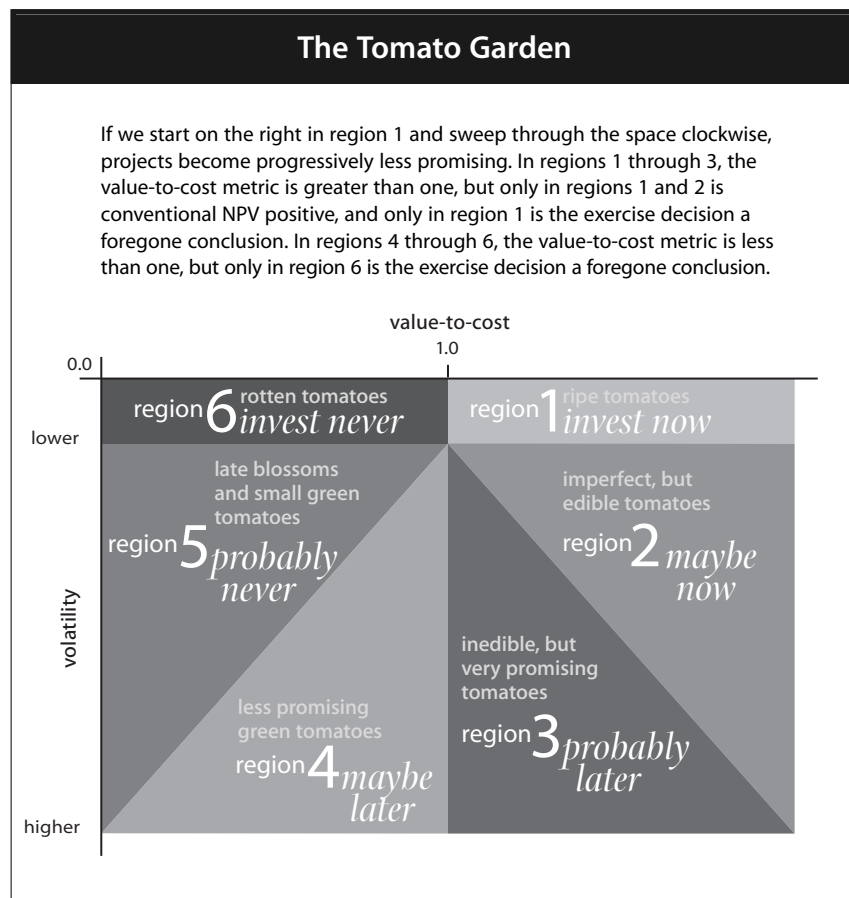 The Tomato Garden
If we start on the right in region 1 and sweep through the space clockwise,
projects become progressively less promising. In regions 1 through 3, the
value-to-cost metric is greater than one, but only in regions 1 and 2 is
conventional NPV positive, and only in region 1 is the exercise decision a
foregone conclusion. In regions 4 through 6, the value-to-cost metric is less
than one, but only in region 6 is the exercise decision a foregone conclusion.
value-to-cost
0.0
1.0
region 6 rotten tomatoes
invest never
region 1 ripe tomatoes
invest now
lower
late blossoms
and small green
tomatoes
region 5 probably
never
imperfect, but
edible tomatoes
region 2 maybe
now
volatility
inedible, but
very promising
tomatoes
region 3 probably
later
less promising
green tomatoes
region 4 maybe
later
higher